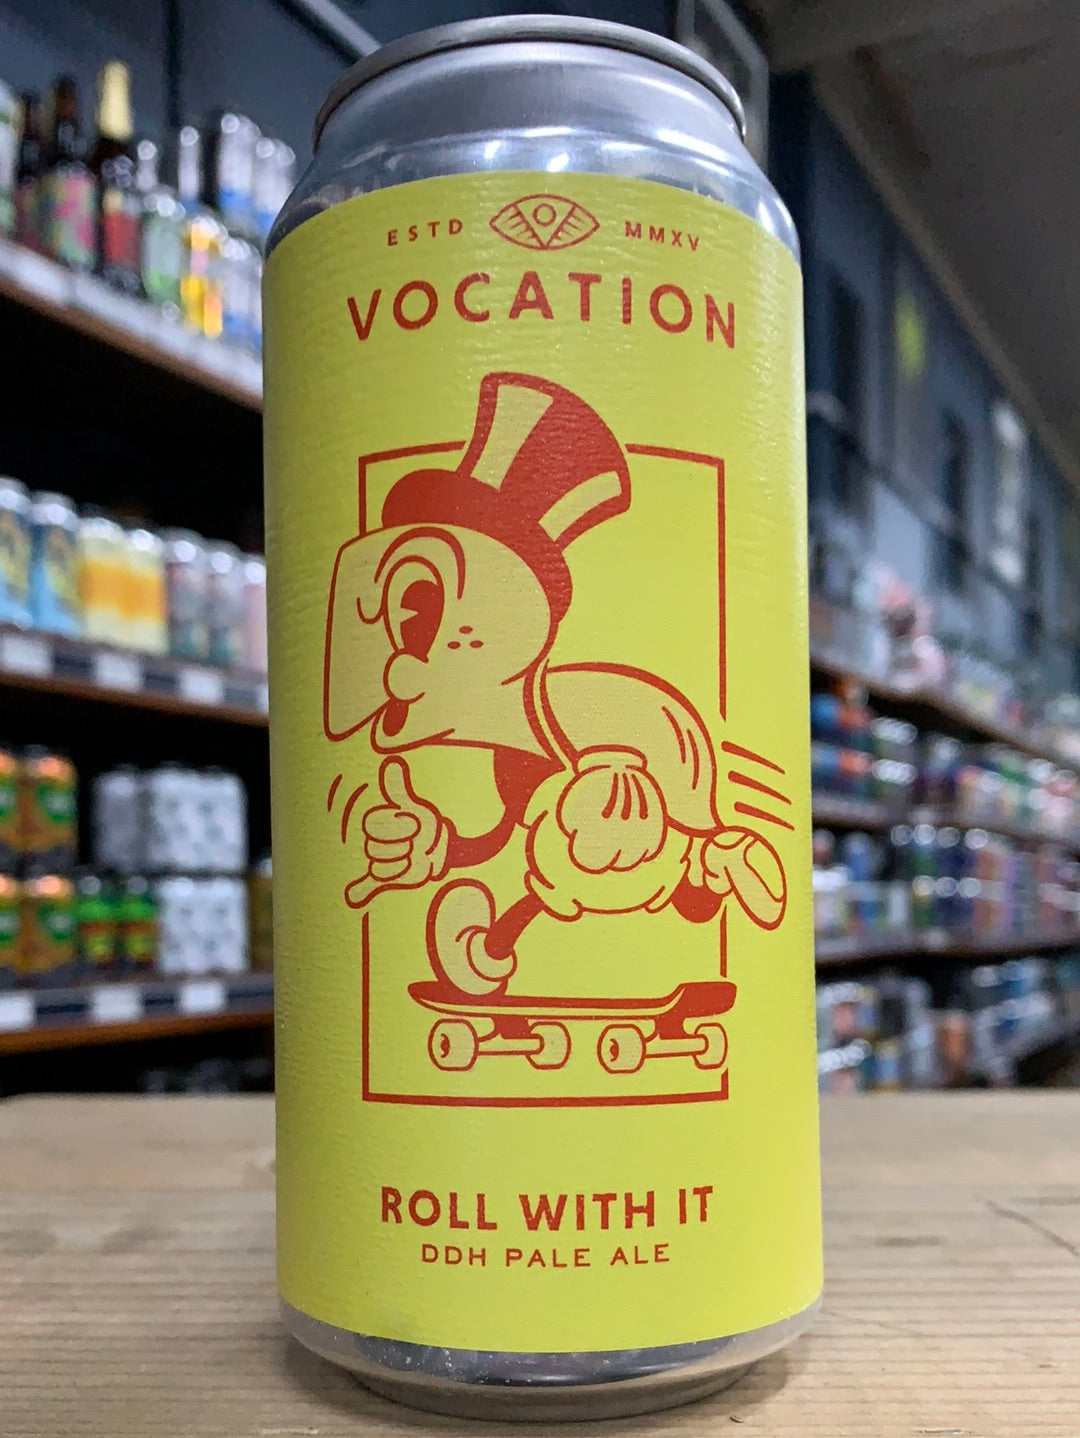 ESTD MMXV
VOCATION
ROLL WITH IT
DDH PALE ALE